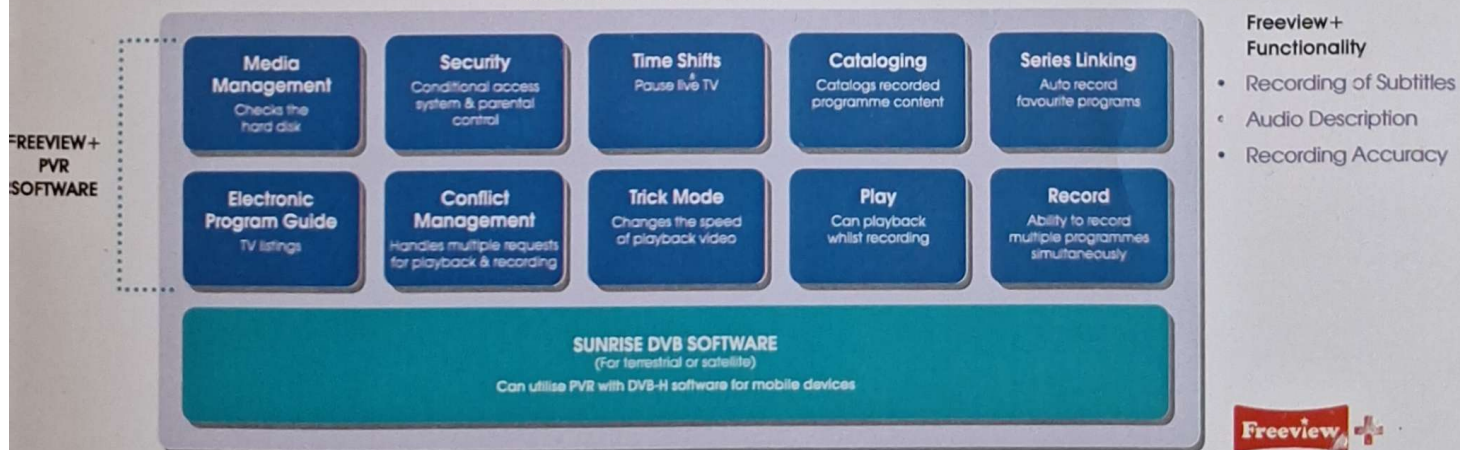 FREEVIEW+
PVR
SOFTWARE
Media
Management
Checks the
hard disk
Security
Conditional access
system & parental
control
Time Shifts
&
Pause live TV
Cataloging
Catalogs recorded
programme content
Series Linking
Auto record
favourite programs
Electronic
Program Guide
TV listings
Conflict
Management
Handles multiple requests
for playback & recording
Trick Mode
Changes the speed
of playback video
Play
Can playback
whilst recording
Record
Ability to record
multiple programmes
simultaneously
SUNRISE DVB SOFTWARE
(For terrestrial or satellite)
Can utilise PVR with DVB-H software for mobile devices
Freeview+
Functionality
• Recording of Subtitles
• Audio Description
• Recording Accuracy
Freeview+